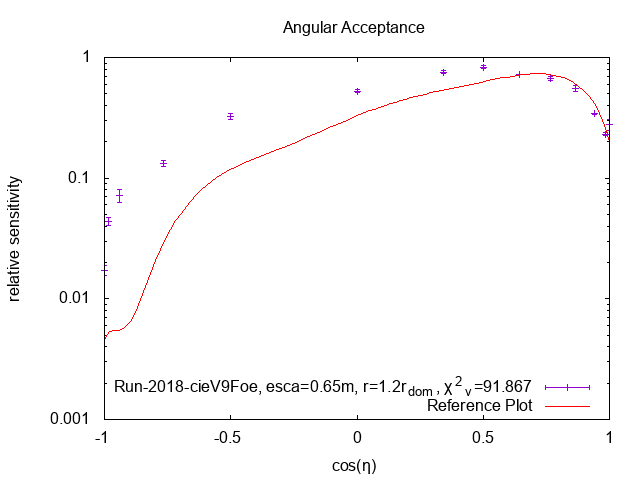 Angular Acceptance
relative sensitivity
1
0.1
0.01
0.001
Run-2018-cieV9Foe, esca=0.65m, r=1.2r_dom, χ²_ν=91.867
Reference Plot
-1
-0.5
0
0.5
1
cos(η)